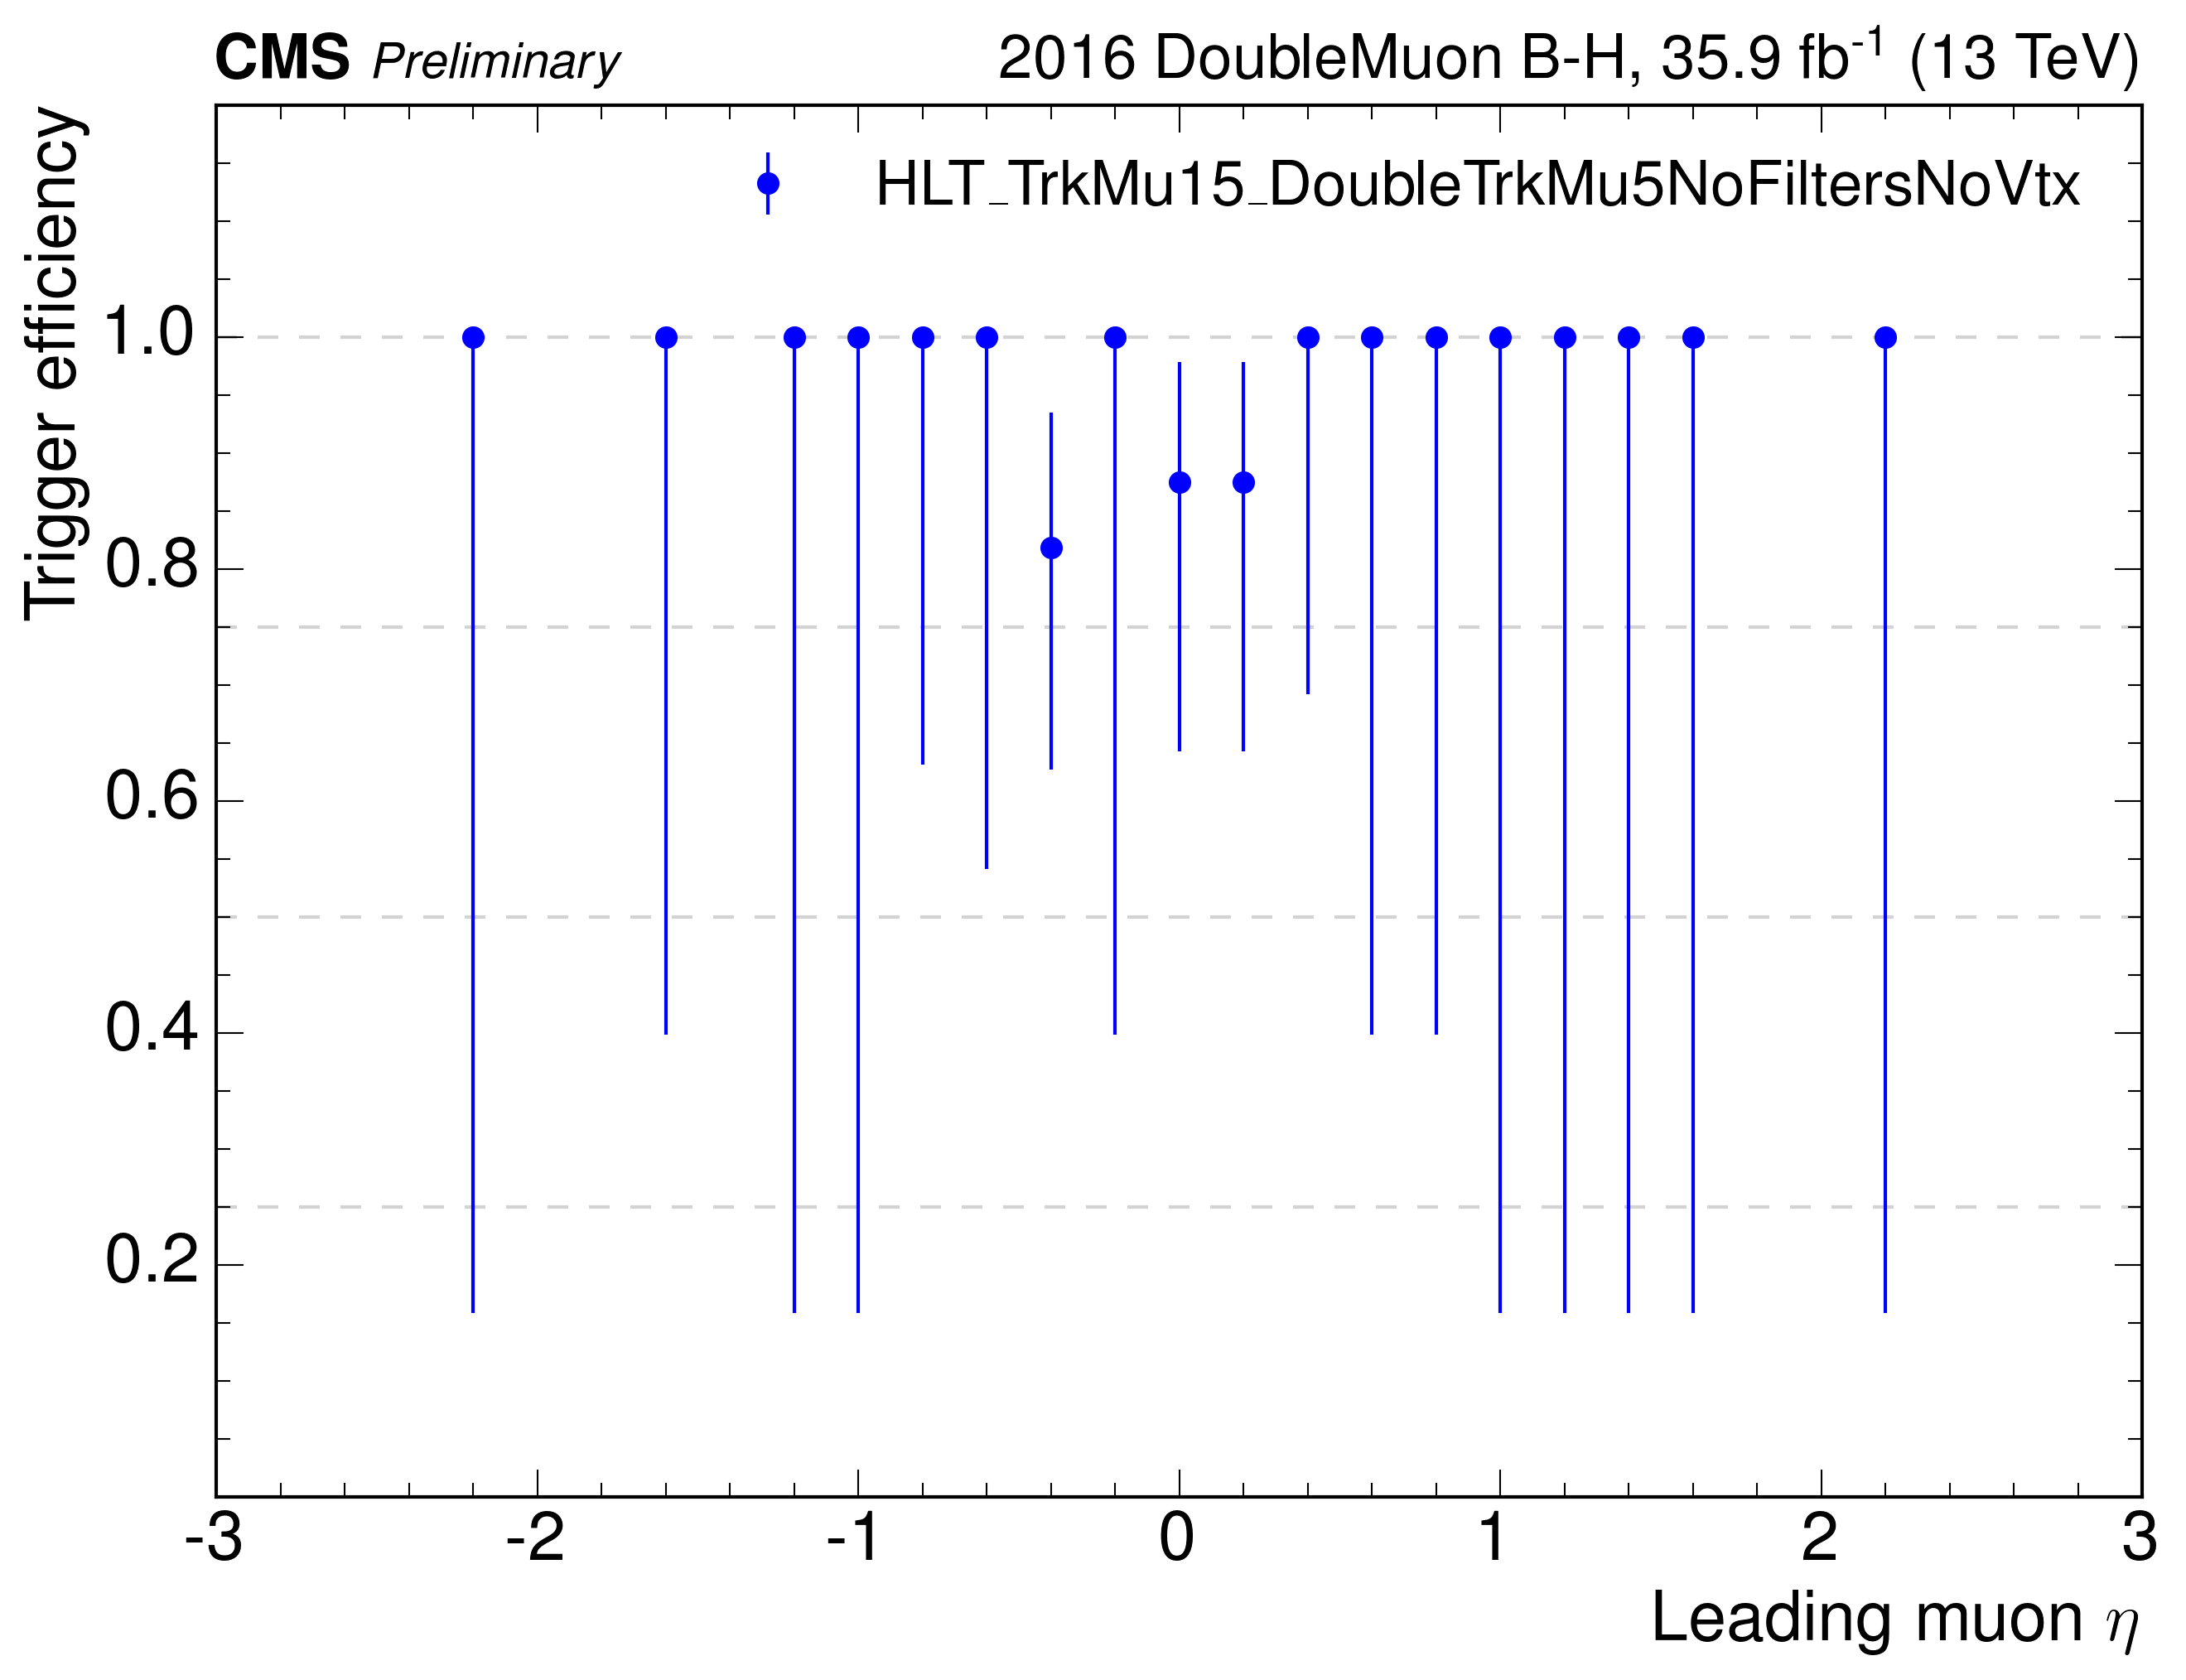 CMS Preliminary 2016 DoubleMuon B-H, 35.9 fb⁻¹ (13 TeV)
Trigger efficiency
HLT_TrkMu15_DoubleTrkMu5NoFiltersNoVtx
1.0
0.8
0.6
0.4
0.2
-3 -2 -1 0 1 2 3
Leading muon η